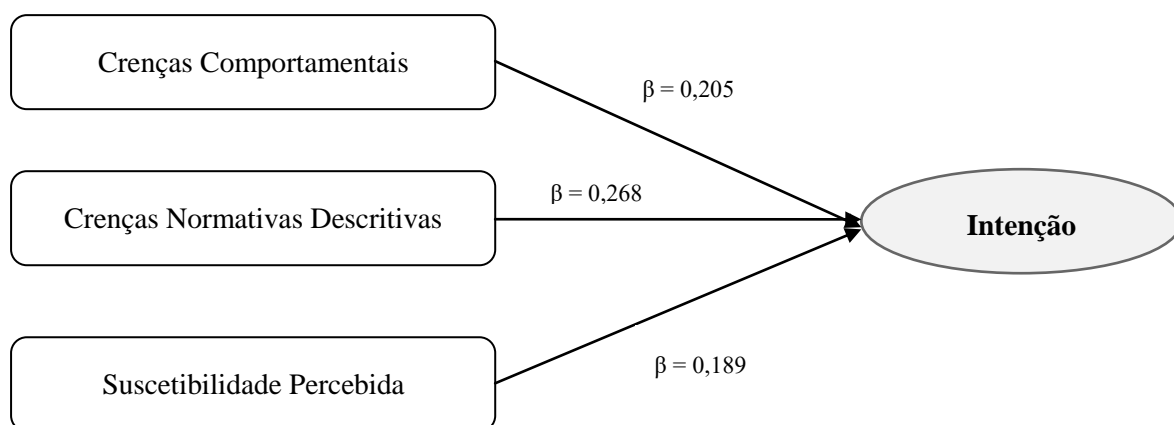 Crenças Comportamentais
β = 0,205
Crenças Normativas Descritivas
β = 0,268
Intenção
Suscetibilidade Percebida
β = 0,189